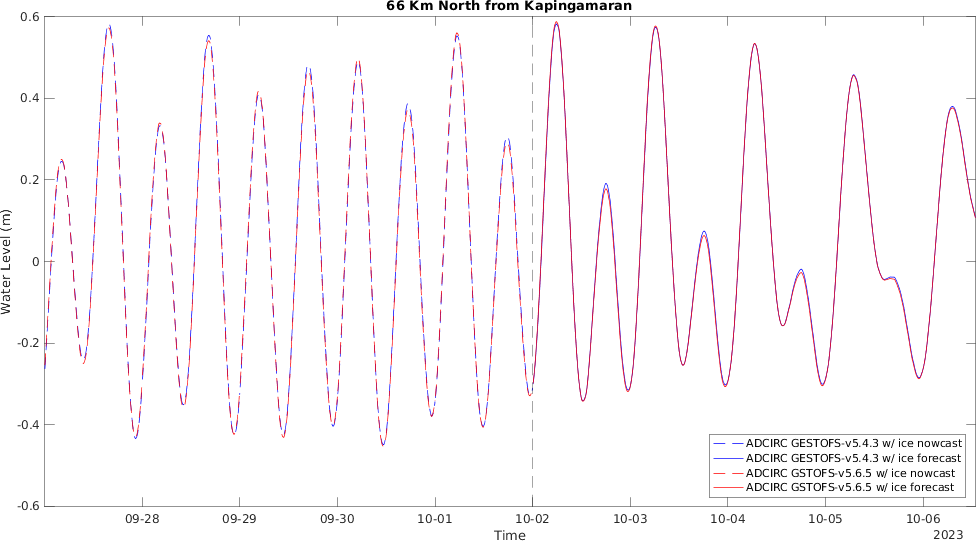 66 Km North from Kapingamaran
0.6
0.4
0.2
0
-0.2
-0.4
-0.6
Water Level (m)
09-28
09-29
09-30
10-01
10-02
10-03
10-04
10-05
10-06
Time
2023
ADCIRC GESTOFS-v5.4.3 w/ ice nowcast
ADCIRC GESTOFS-v5.4.3 w/ ice forecast
ADCIRC GSTOFS-v5.6.5 w/ ice nowcast
ADCIRC GSTOFS-v5.6.5 w/ ice forecast